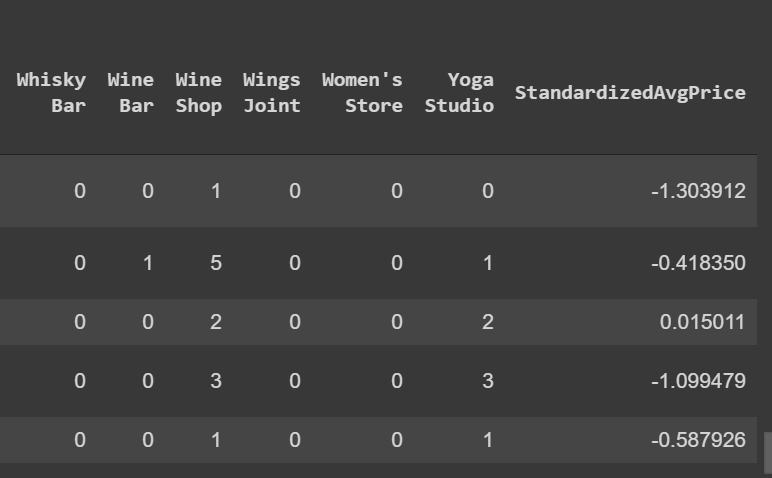 Whisky Wine Wine Wings Women's Yoga StandardizedAvgPrice
Bar Bar Shop Joint Store Studio
0 0 1 0 0 0 -1.303912
0 1 5 0 0 1 -0.418350
0 0 2 0 0 2 0.015011
0 0 3 0 0 3 -1.099479
0 0 1 0 0 1 -0.587926